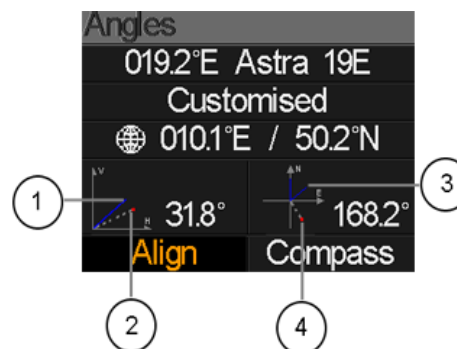 Angles
019.2°E Astra 19E
Customised
010.1°E / 50.2°N
V
H
31.8°
N
E
168.2°
Align
Compass
1
2
3
4